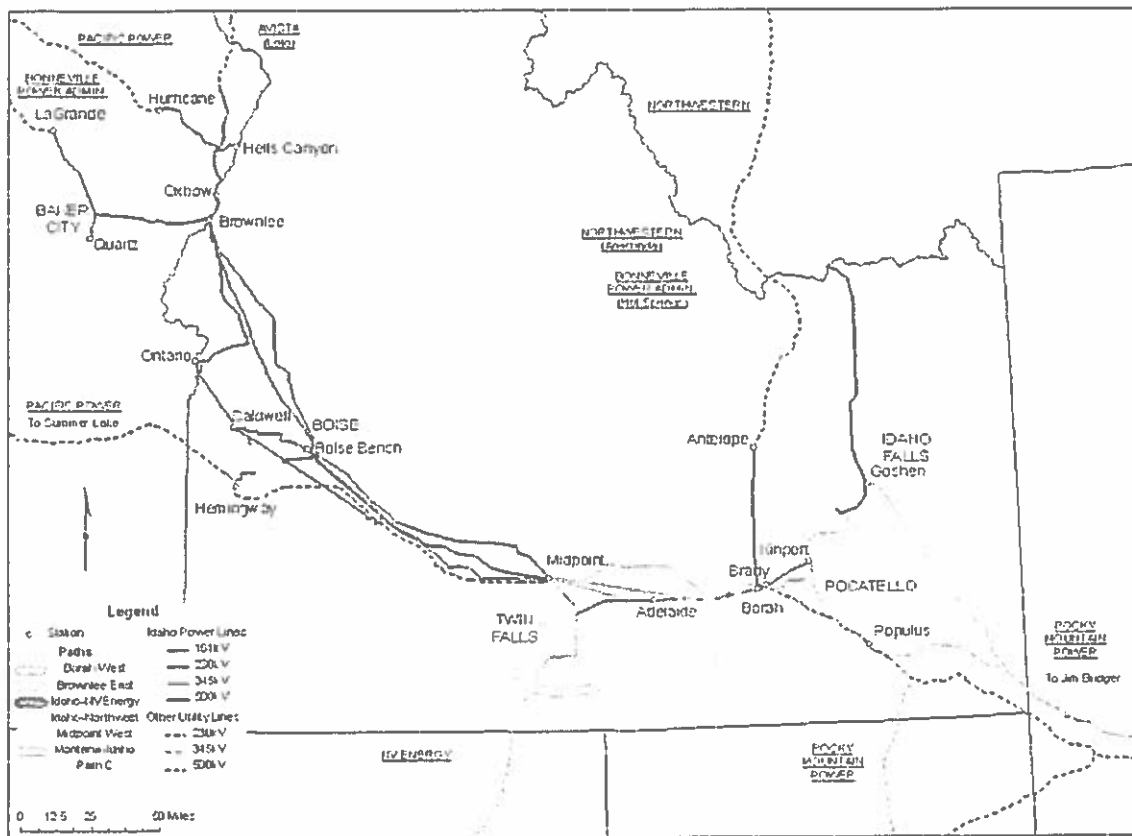 PACIFIC POWER
AVISTA
(Lolo)
BONNEVILLE
POWER ADMIN
LaGrande
Hurricane
Hells Canyon
NORTHWESTERN
Oxbow
BAKER
CITY
Brownlee
Quartz
NORTHWESTERN
BONNEVILLE
POWER ADMIN
Ontario
PACIFIC POWER
To Summer Lake
Caldwell
BOISE
Boise Bench
Antelope
IDAHO
FALLS
Goshen
Hemingway
Midpoint
Kinport
Brady
POCATELLO
Borah
Adelaide
TWIN
FALLS
Populus
ROCKY
MOUNTAIN
POWER
To Jim Bridger
Legend
Station
Idaho Power Lines
Paths
161kV
Borah West
230kV
Brownlee East
345kV
Idaho-NVEnergy
500kV
Idaho-Northwest
Other Utility Lines
Midpoint West
230kV
Montana-Idaho
345kV
Path C
500kV
NV ENERGY
ROCKY
MOUNTAIN
POWER
0 12.5 25 50 Miles